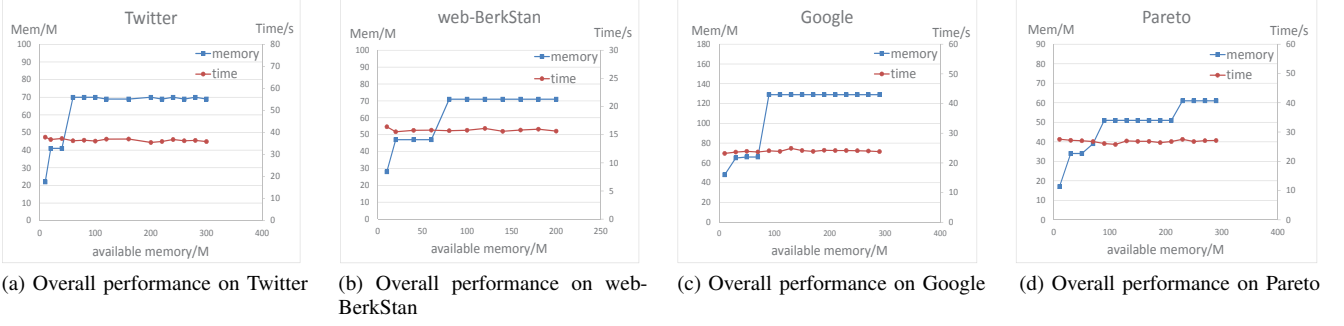 Twitter
Mem/M
Time/s
100
90
80
70
60
50
40
30
20
10
0
80
70
60
50
40
30
20
10
0
memory
time
0 100 200 300 400
available memory/M
(a) Overall performance on Twitter
web-BerkStan
Mem/M
Time/s
100
90
80
70
60
50
40
30
20
10
0
30
25
20
15
10
5
0
memory
time
0 50 100 150 200 250
available memory/M
(b) Overall performance on web-
BerkStan
Google
Mem/M
Time/s
180
160
140
120
100
80
60
40
20
0
60
50
40
30
20
10
0
memory
time
0 100 200 300 400
available memory/M
(c) Overall performance on Google
Pareto
Mem/M
Time/s
90
80
70
60
50
40
30
20
10
0
60
50
40
30
20
10
0
memory
time
0 100 200 300 400
available memory/M
(d) Overall performance on Pareto